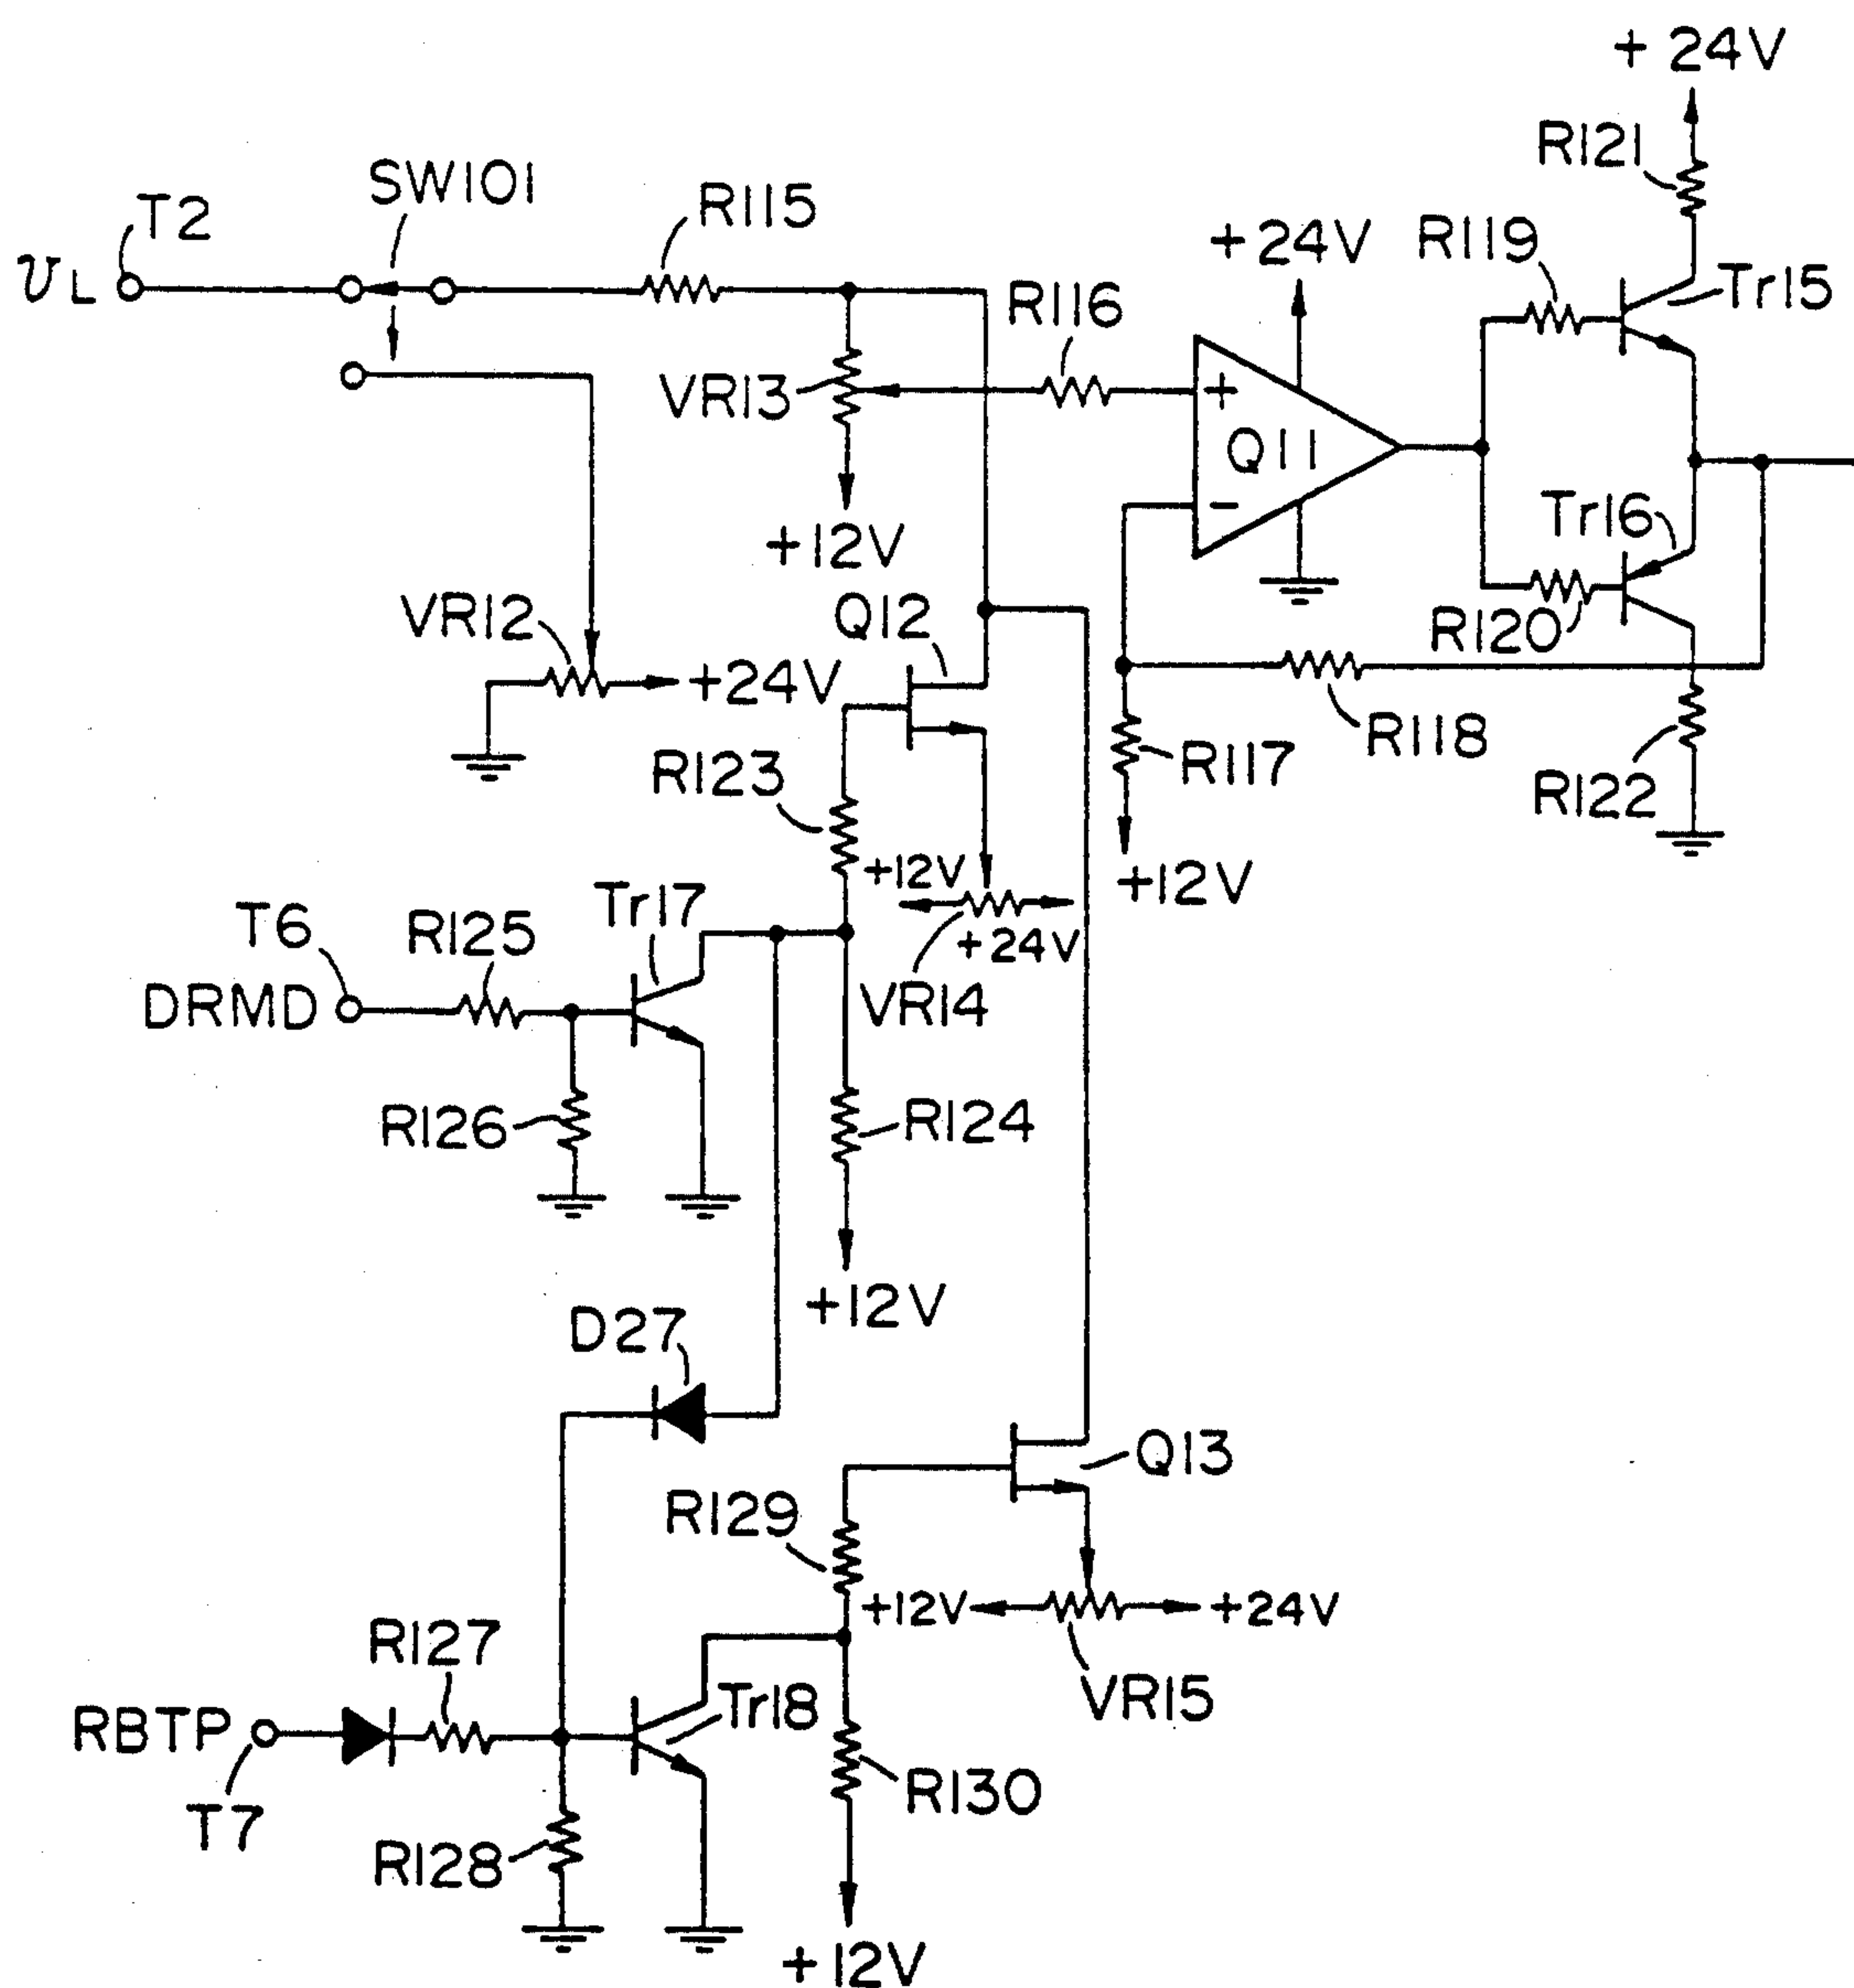 +24V
R121
SW101
R115
T2
+24V
R119
Tr15
vL
R116
VR13
+
Q11
-
Tr16
+12V
VR12
Q12
R120
+24V
R118
R123
R117
R122
+12V
+12V
Tr17
T6
R125
+24V
DRMD
VR14
R126
R124
+12V
D27
Q13
R129
+12V
+24V
R127
VR15
Tr18
RBTP
R130
T7
R128
+12V